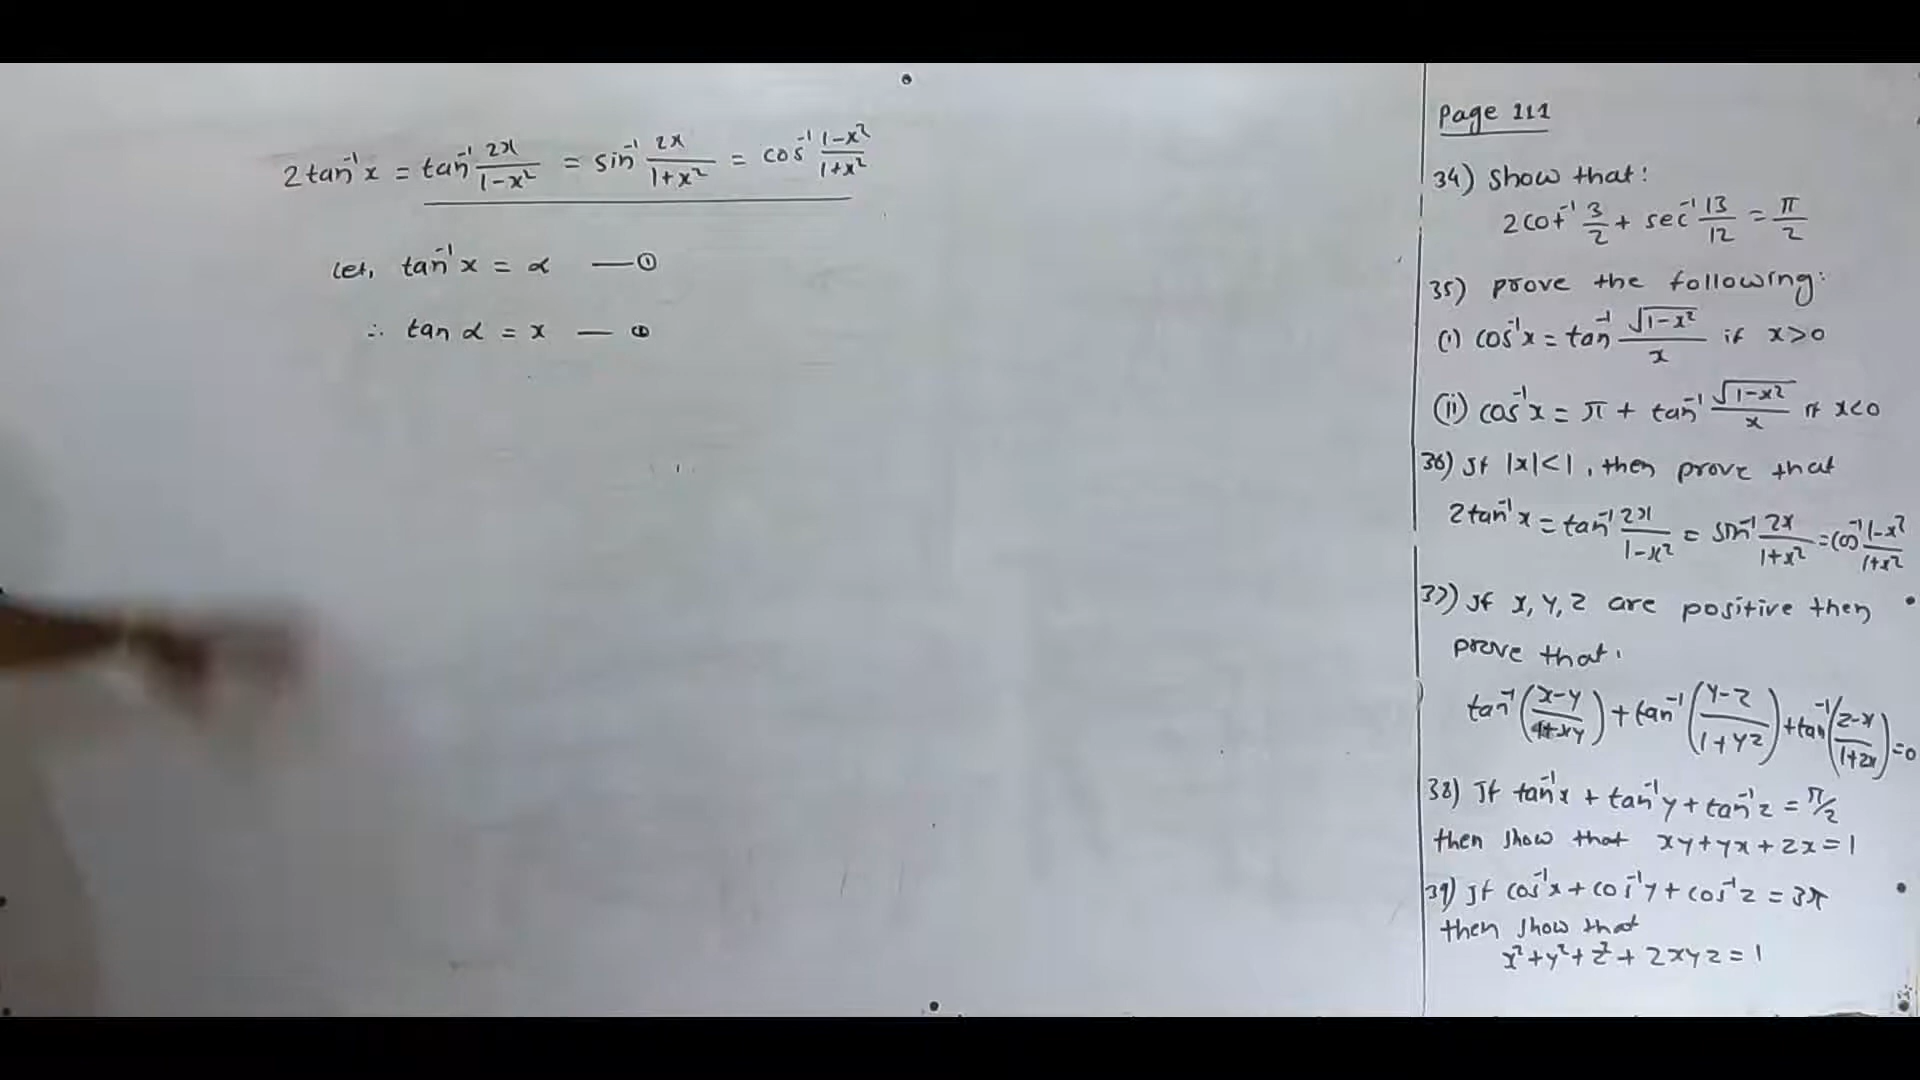 2tan⁻¹x = tan⁻¹ 2x/(1-x²) = sin⁻¹ 2x/(1+x²) = cos⁻¹ (1-x²)/(1+x²)
Let, tan⁻¹x = α —①
∴ tan α = x —
Page 111
34) Show that:
2cot⁻¹ 3/2 + sec⁻¹ 13/12 = π/2
35) prove the following:
(i) cos⁻¹x = tan⁻¹ √(1-x²)/x if x>0
(ii) cos⁻¹x = π + tan⁻¹ √(1-x²)/x if x<0
36) If |x|<1, then prove that
2tan⁻¹x = tan⁻¹ 2x/(1-x²) = sin⁻¹ 2x/(1+x²) = cos⁻¹ (1-x²)/(1+x²)
37) If x, y, z are positive then
prove that.
tan⁻¹((x-y)/(1+xy)) + tan⁻¹((y-z)/(1+yz)) + tan⁻¹((z-x)/(1+zx)) = 0
38) If tan⁻¹x + tan⁻¹y + tan⁻¹z = π/2
then show that xy+yx+zx=1
39) If cos⁻¹x + cos⁻¹y + cos⁻¹z = 3π
then show that
x²+y²+z²+2xyz=1